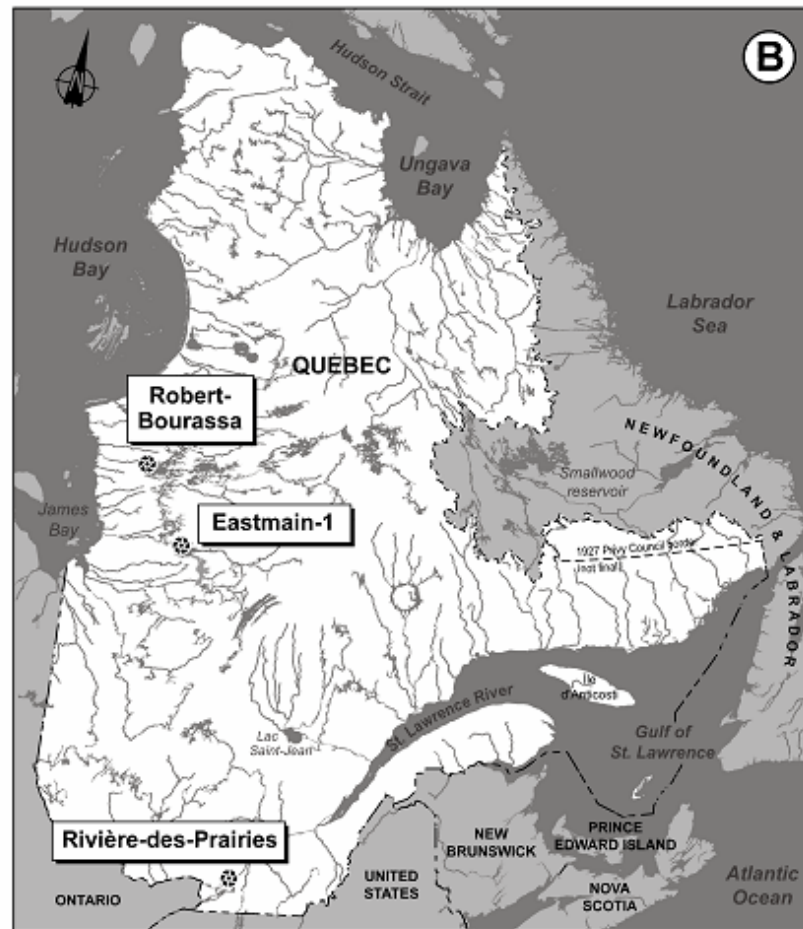 B
N
Hudson Strait
Ungava
Bay
Hudson
Bay
Labrador
Sea
QUEBEC
Robert-
Bourassa
NEWFOUNDLAND & LABRADOR
Smallwood
reservoir
James
Bay
Eastmain-1
1927 Privy Council border
(not final)
Île
d'Anticosti
St. Lawrence River
Gulf of
St. Lawrence
Lac
Saint-Jean
Rivière-des-Prairies
NEW
BRUNSWICK
PRINCE
EDWARD ISLAND
UNITED
STATES
ONTARIO
NOVA
SCOTIA
Atlantic
Ocean